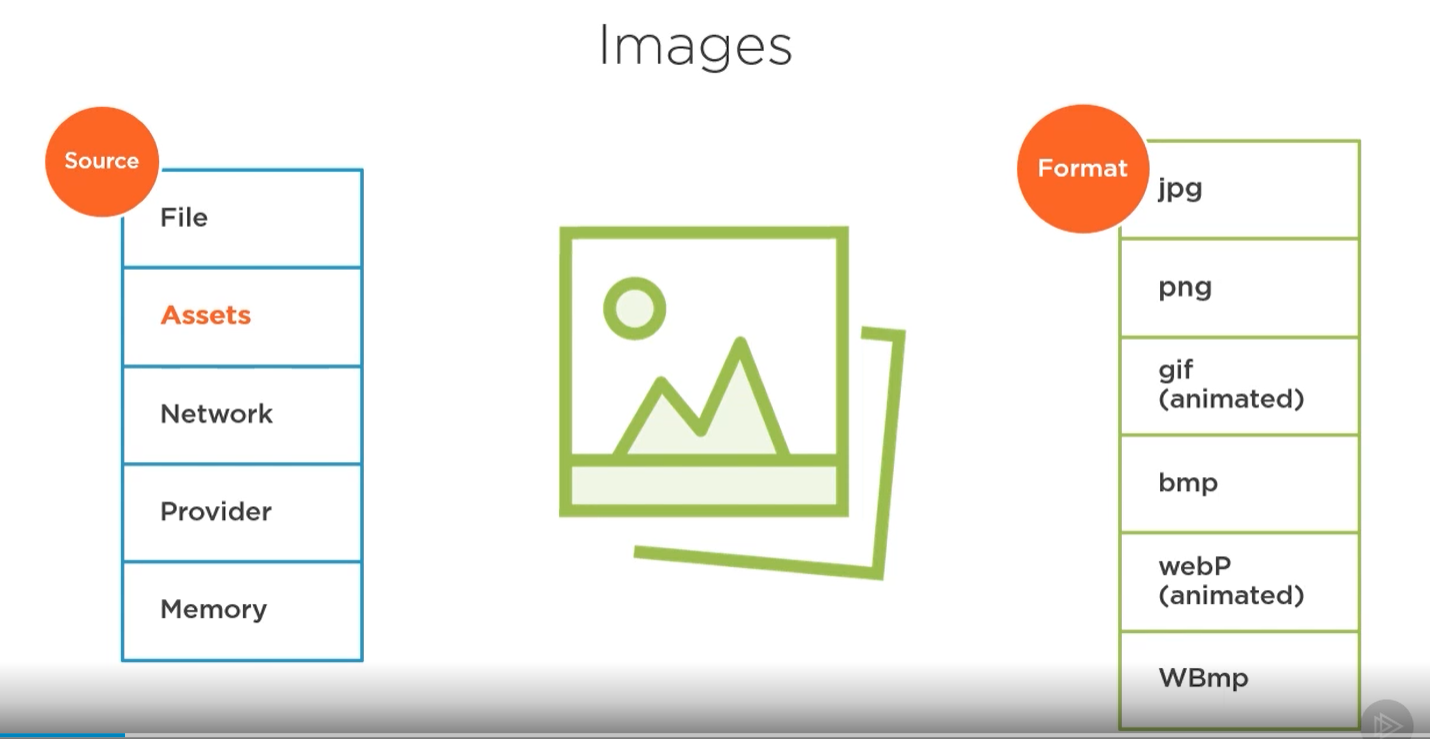 Images
Source
File
Assets
Network
Provider
Memory
Format
jpg
png
gif
(animated)
bmp
webP
(animated)
WBmp